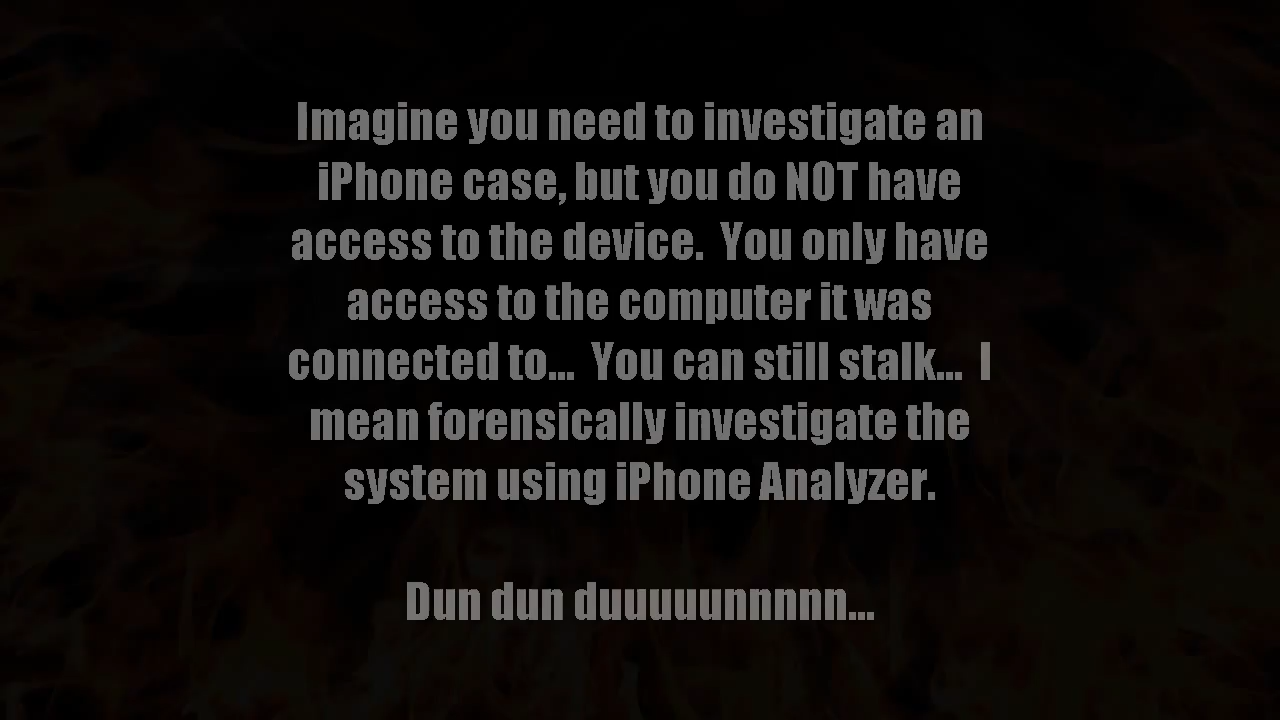 Imagine you need to investigate an
iPhone case, but you do NOT have
access to the device.  You only have
access to the computer it was
connected to...  You can still stalk...  I
mean forensically investigate the
system using iPhone Analyzer.
Dun dun duuuuunnnnn...